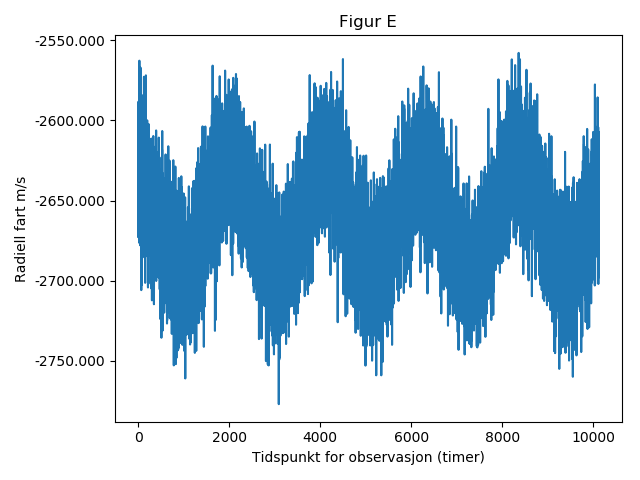 Figur E
-2550.000
-2600.000
-2650.000
-2700.000
-2750.000
Radiell fart m/s
0 2000 4000 6000 8000 10000
Tidspunkt for observasjon (timer)